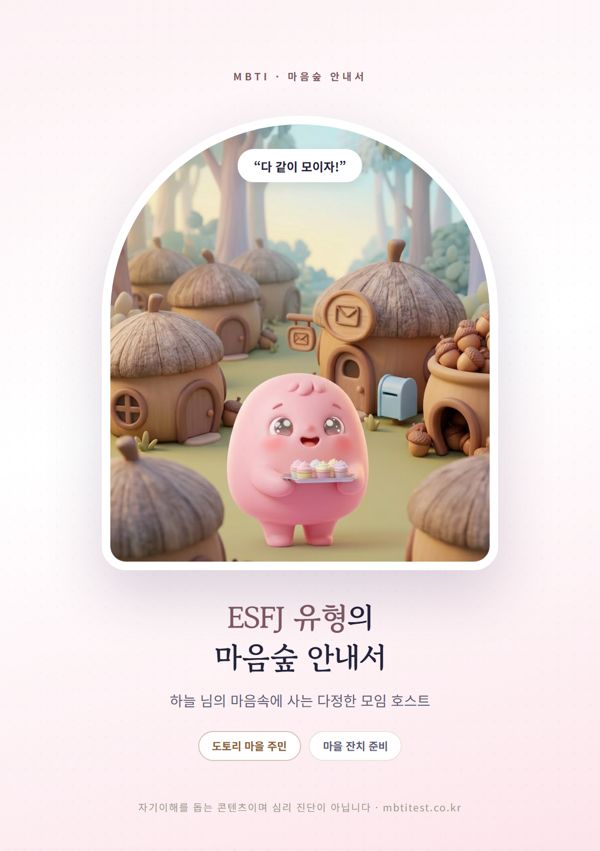 MBTI · 마음숲 안내서
“다 같이 모이자!”
ESFJ 유형의
마음숲 안내서
하늘 님의 마음속에 사는 다정한 모임 호스트
도토리 마을 주민
마을 잔치 준비
자기이해를 돕는 콘텐츠이며 심리 진단이 아닙니다 · mbtitest.co.kr